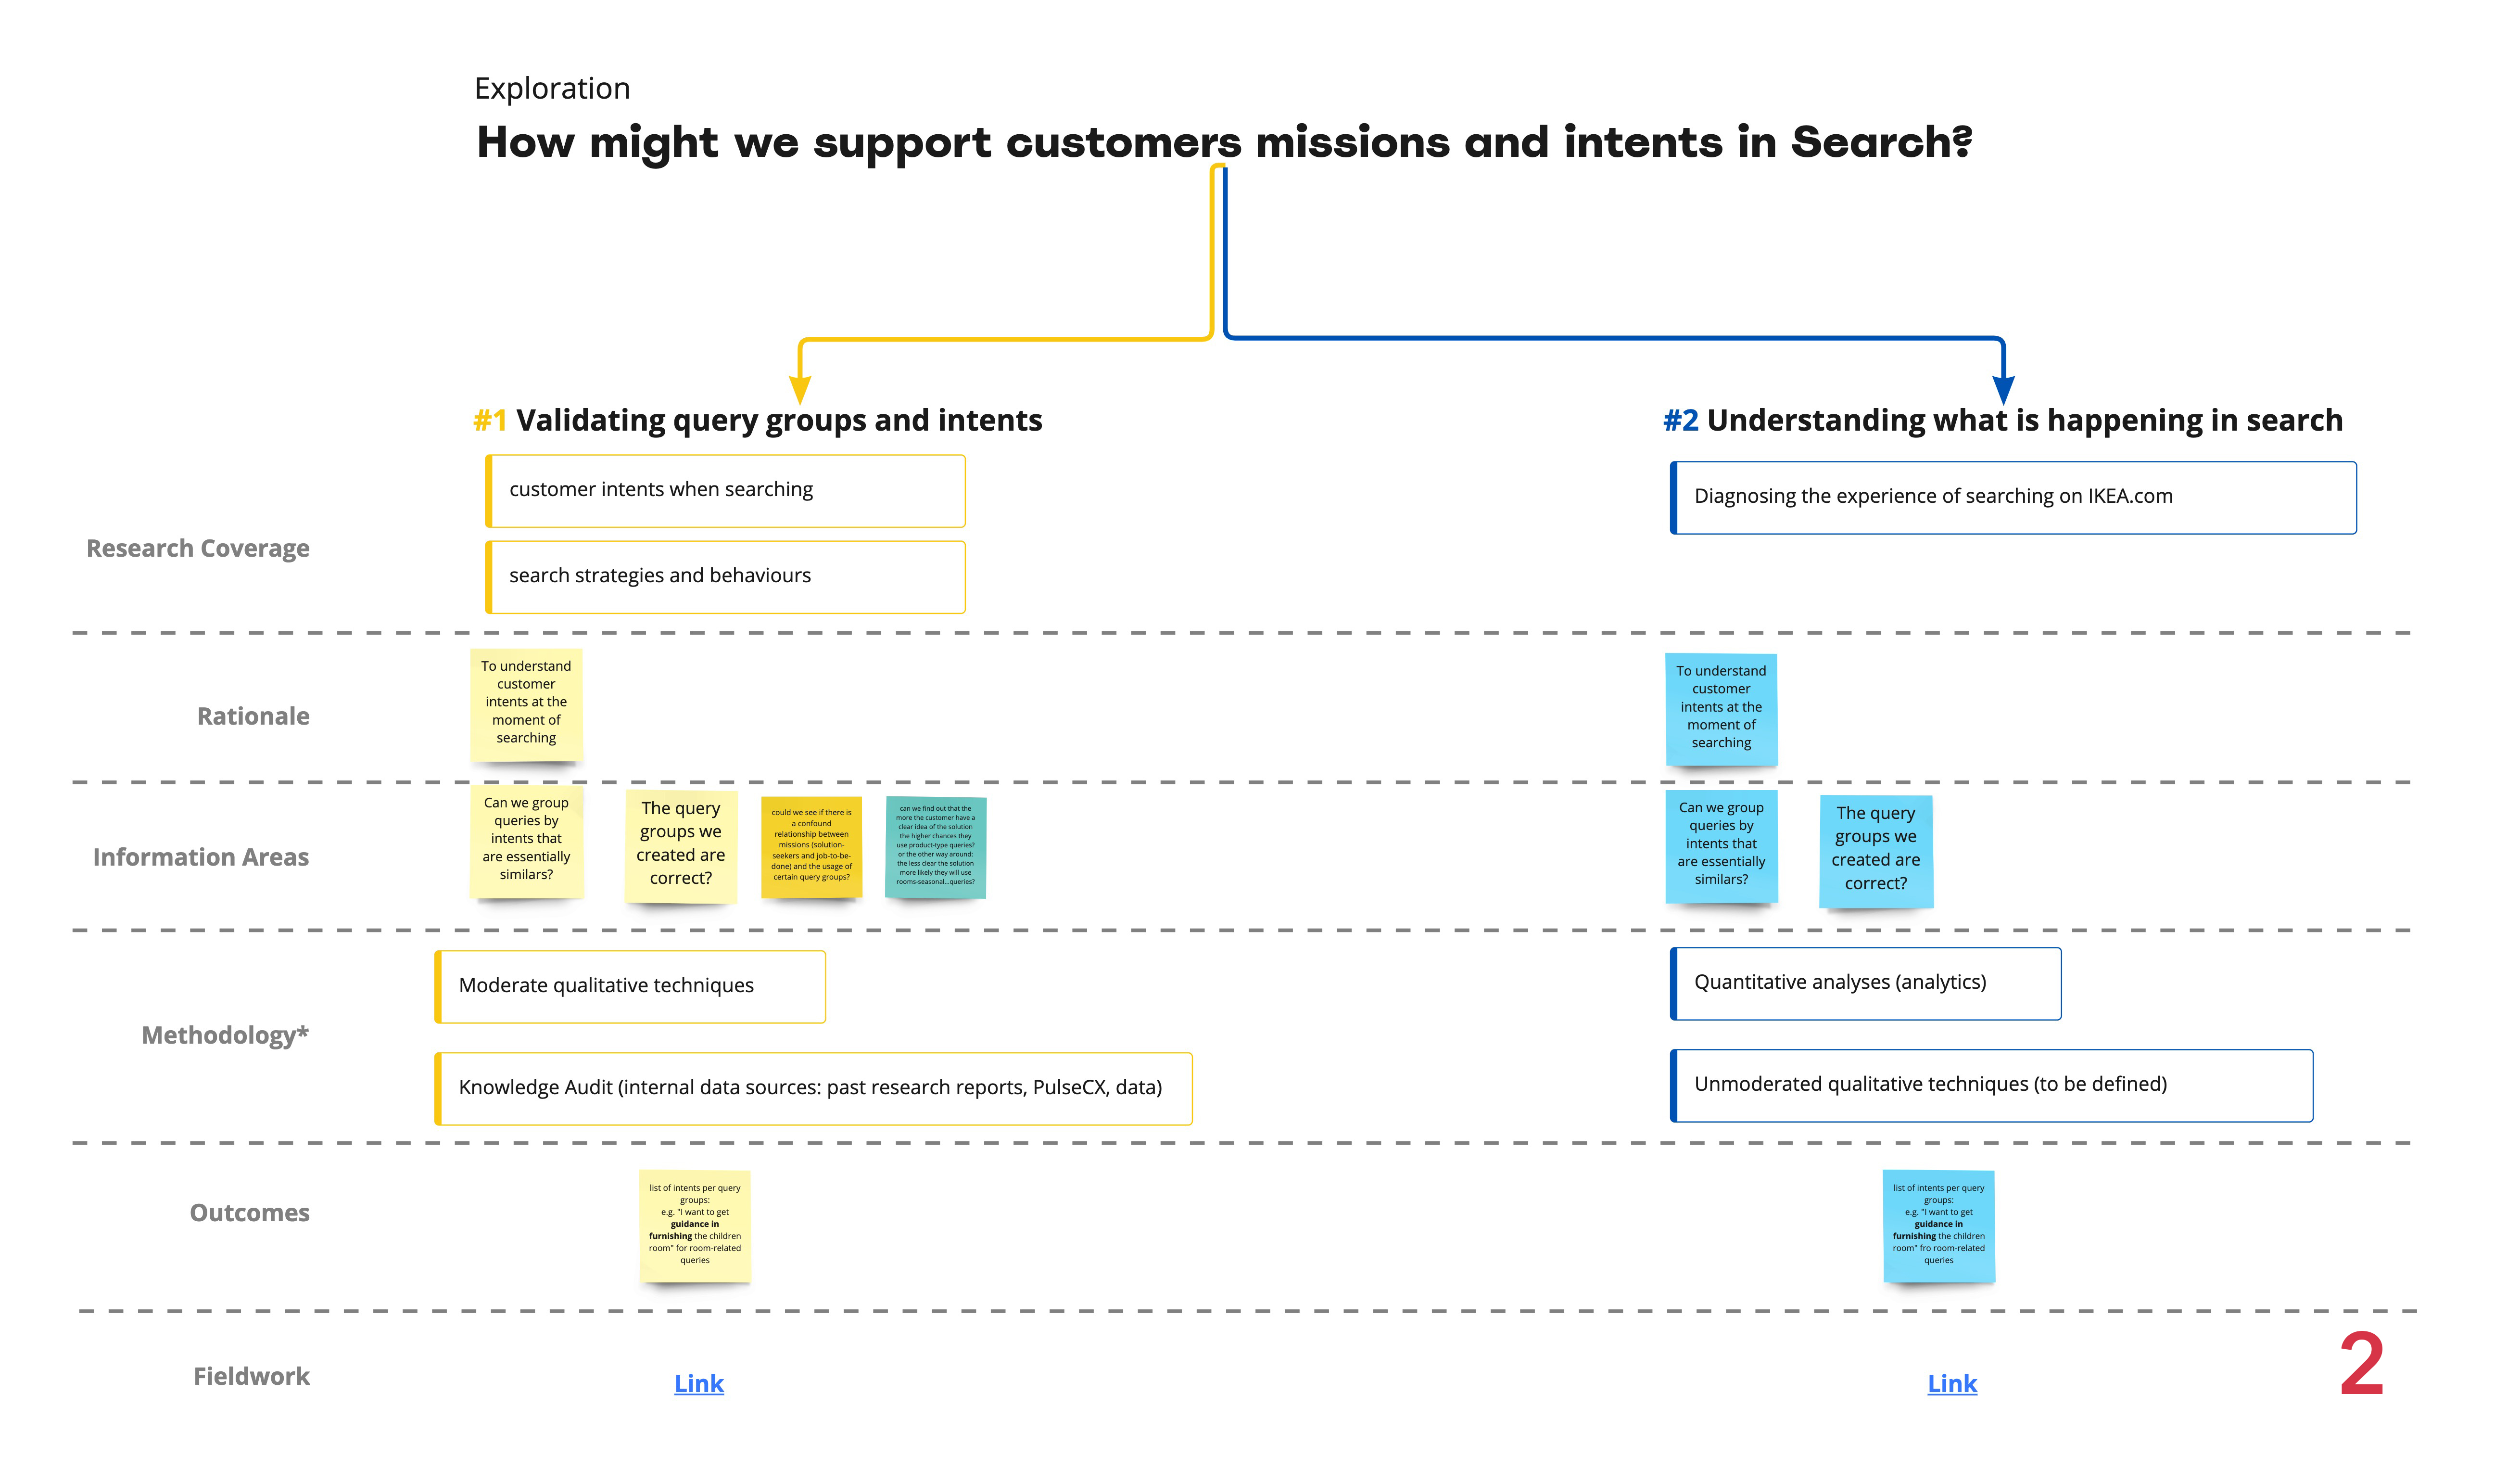 Exploration
How might we support customers missions and intents in Search?
#1 Validating query groups and intents
#2 Understanding what is happening in search
Research Coverage
customer intents when searching
search strategies and behaviours
Diagnosing the experience of searching on IKEA.com
Rationale
To understand
customer
intents at the
moment of
searching
To understand
customer
intents at the
moment of
searching
Information Areas
Can we group
queries by
intents that
are essentially
similars?
The query
groups we
created are
correct?
could we see if there is
a confound
relationship between
missions (solution-
seekers and job-to-be-
done) and the usage of
certain query groups?
can we find out that the
more the customer have a
clear idea of the solution
the higher chances they
use product-type queries?
or the other way around:
the less clear the solution
more likely they will use
rooms-seasonal...queries?
Can we group
queries by
intents that
are essentially
similars?
The query
groups we
created are
correct?
Methodology*
Moderate qualitative techniques
Knowledge Audit (internal data sources: past research reports, PulseCX, data)
Quantitative analyses (analytics)
Unmoderated qualitative techniques (to be defined)
Outcomes
list of intents per query
groups:
e.g. "I want to get
guidance in
furnishing the children
room" for room-related
queries
list of intents per query
groups:
e.g. "I want to get
guidance in
furnishing the children
room" fro room-related
queries
Fieldwork
Link
Link
2